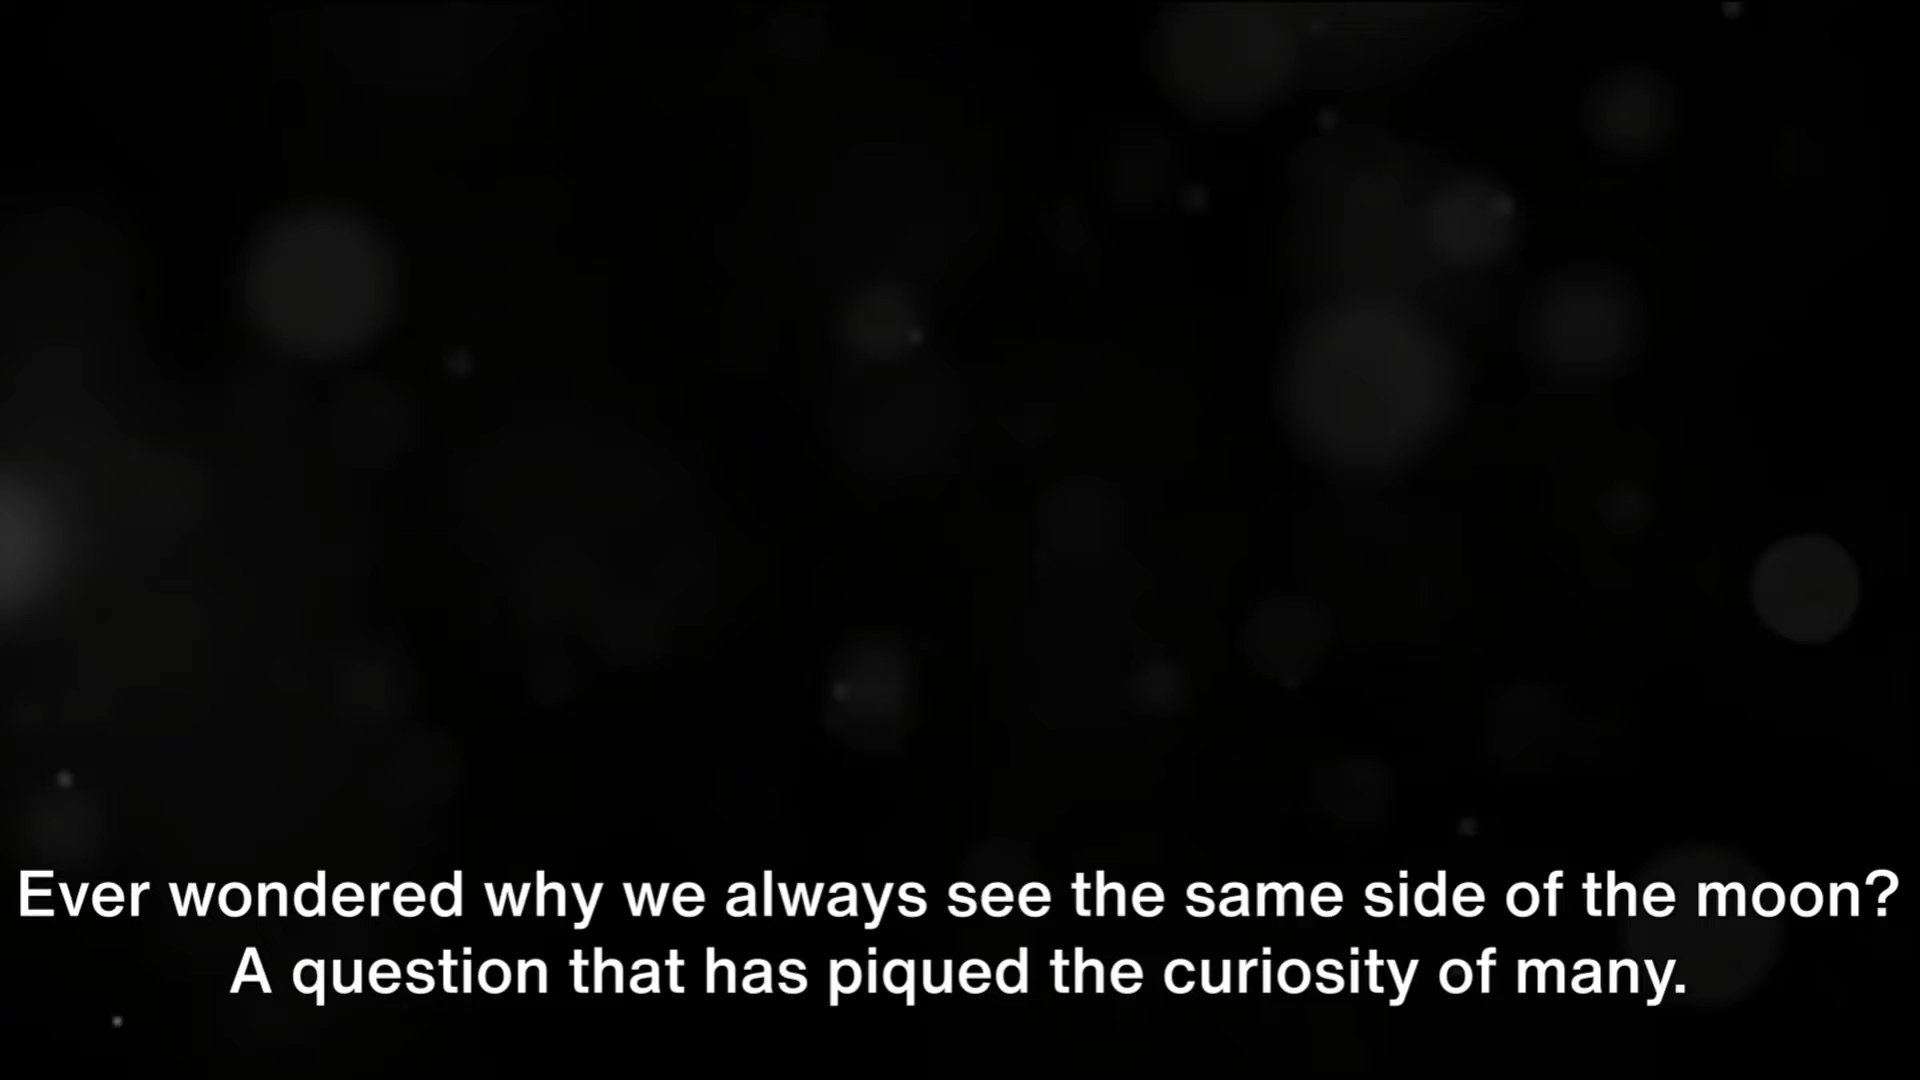 Ever wondered why we always see the same side of the moon?
A question that has piqued the curiosity of many.